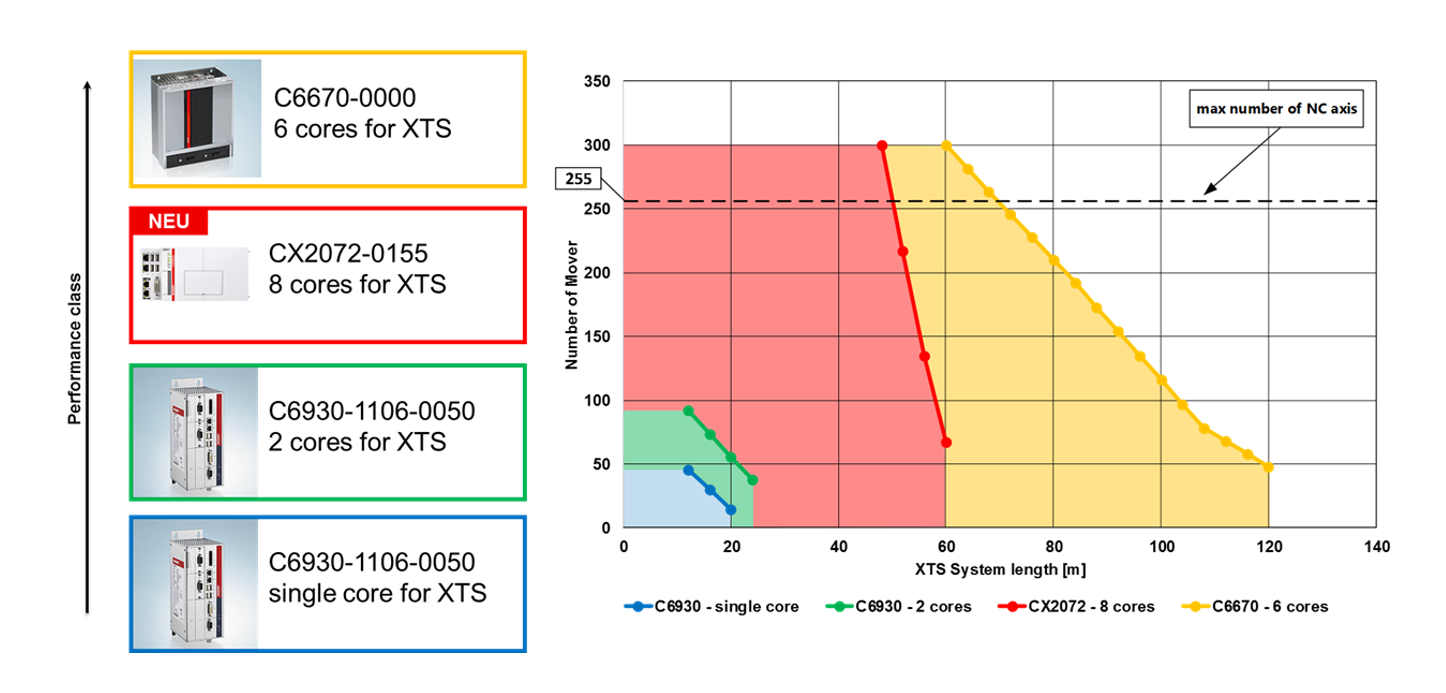 Performance class
C6670-0000
6 cores for XTS
NEU
CX2072-0155
8 cores for XTS
C6930-1106-0050
2 cores for XTS
C6930-1106-0050
single core for XTS
Number of Mover
350
300
255
250
200
150
100
50
0
max number of NC axis
0 20 40 60 80 100 120 140
XTS System length [m]
C6930 - single core C6930 - 2 cores CX2072 - 8 cores C6670 - 6 cores